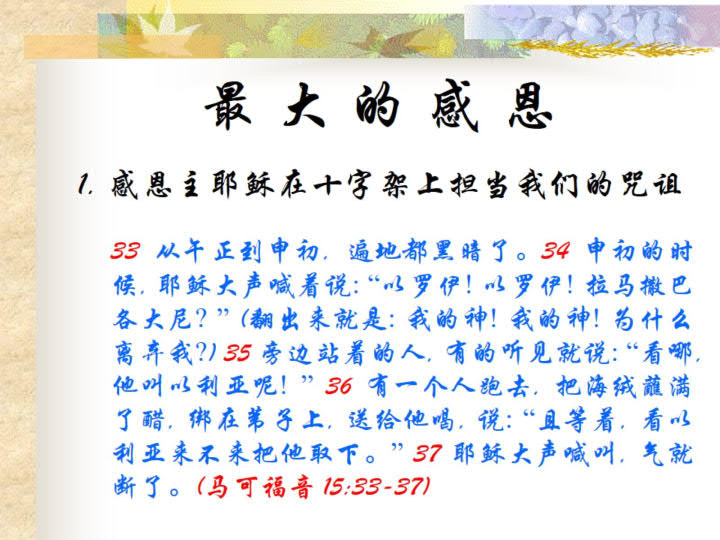 最大的感恩
1. 感恩主耶稣在十字架上担当我们的咒诅
33 从午正到申初, 遍地都黑暗了。34 申初的时
候, 耶稣大声喊着说:“以罗伊! 以罗伊! 拉马撒巴
各大尼?” (翻出来就是: 我的神! 我的神! 为什么
离弃我?) 35 旁边站着的人, 有的听见就说:“看哪,
他叫以利亚呢! ” 36 有一个人跑去, 把海绒蘸满
了醋, 绑在苇子上, 送给他喝, 说:“且等着, 看以
利亚来不来把他取下。” 37 耶稣大声喊叫, 气就
断了。(马可福音 15:33-37)